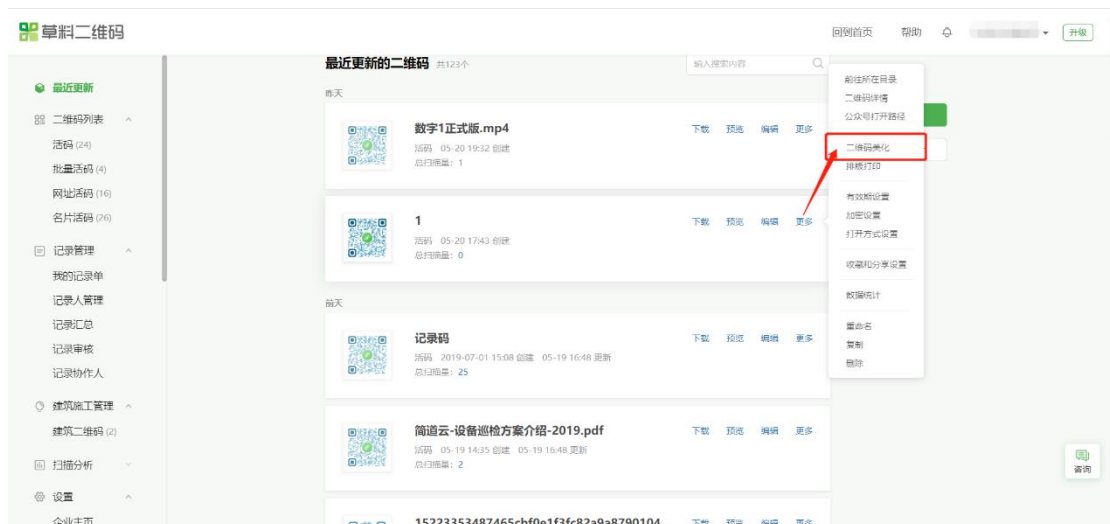 草料二维码
回到首页 帮助 升级
最近更新
二维码列表
活码 (24)
批量活码 (4)
网址活码 (16)
名片活码 (26)
记录管理
我的记录单
记录人管理
记录汇总
记录审核
记录协作人
建筑施工管理
建筑二维码 (2)
扫描分析
设置
企业主页
最近更新的二维码 共123个
输入搜索内容
昨天
数字1正式版.mp4
活码 05-20 19:32 创建
总扫描量: 1
下载 预览 编辑 更多
1
活码 05-20 17:43 创建
总扫描量: 0
下载 预览 编辑 更多
前天
记录码
活码 2019-07-01 15:08 创建 05-19 16:48 更新
总扫描量: 25
下载 预览 编辑 更多
简道云-设备巡检方案介绍-2019.pdf
活码 05-19 14:35 创建 05-19 16:48 更新
总扫描量: 2
下载 预览 编辑 更多
下载 预览 编辑 更多
前往所在目录
二维码详情
公众号打开路径
二维码美化
排版打印
有效期设置
加密设置
打开方式设置
收藏和分享设置
数据统计
重命名
复制
删除
咨询